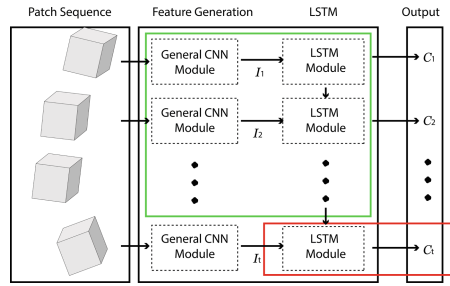 Patch Sequence Feature Generation LSTM Output
General CNN Module
I₁
LSTM Module
C₁
General CNN Module
I₂
LSTM Module
C₂
General CNN Module
Iₜ
LSTM Module
Cₜ